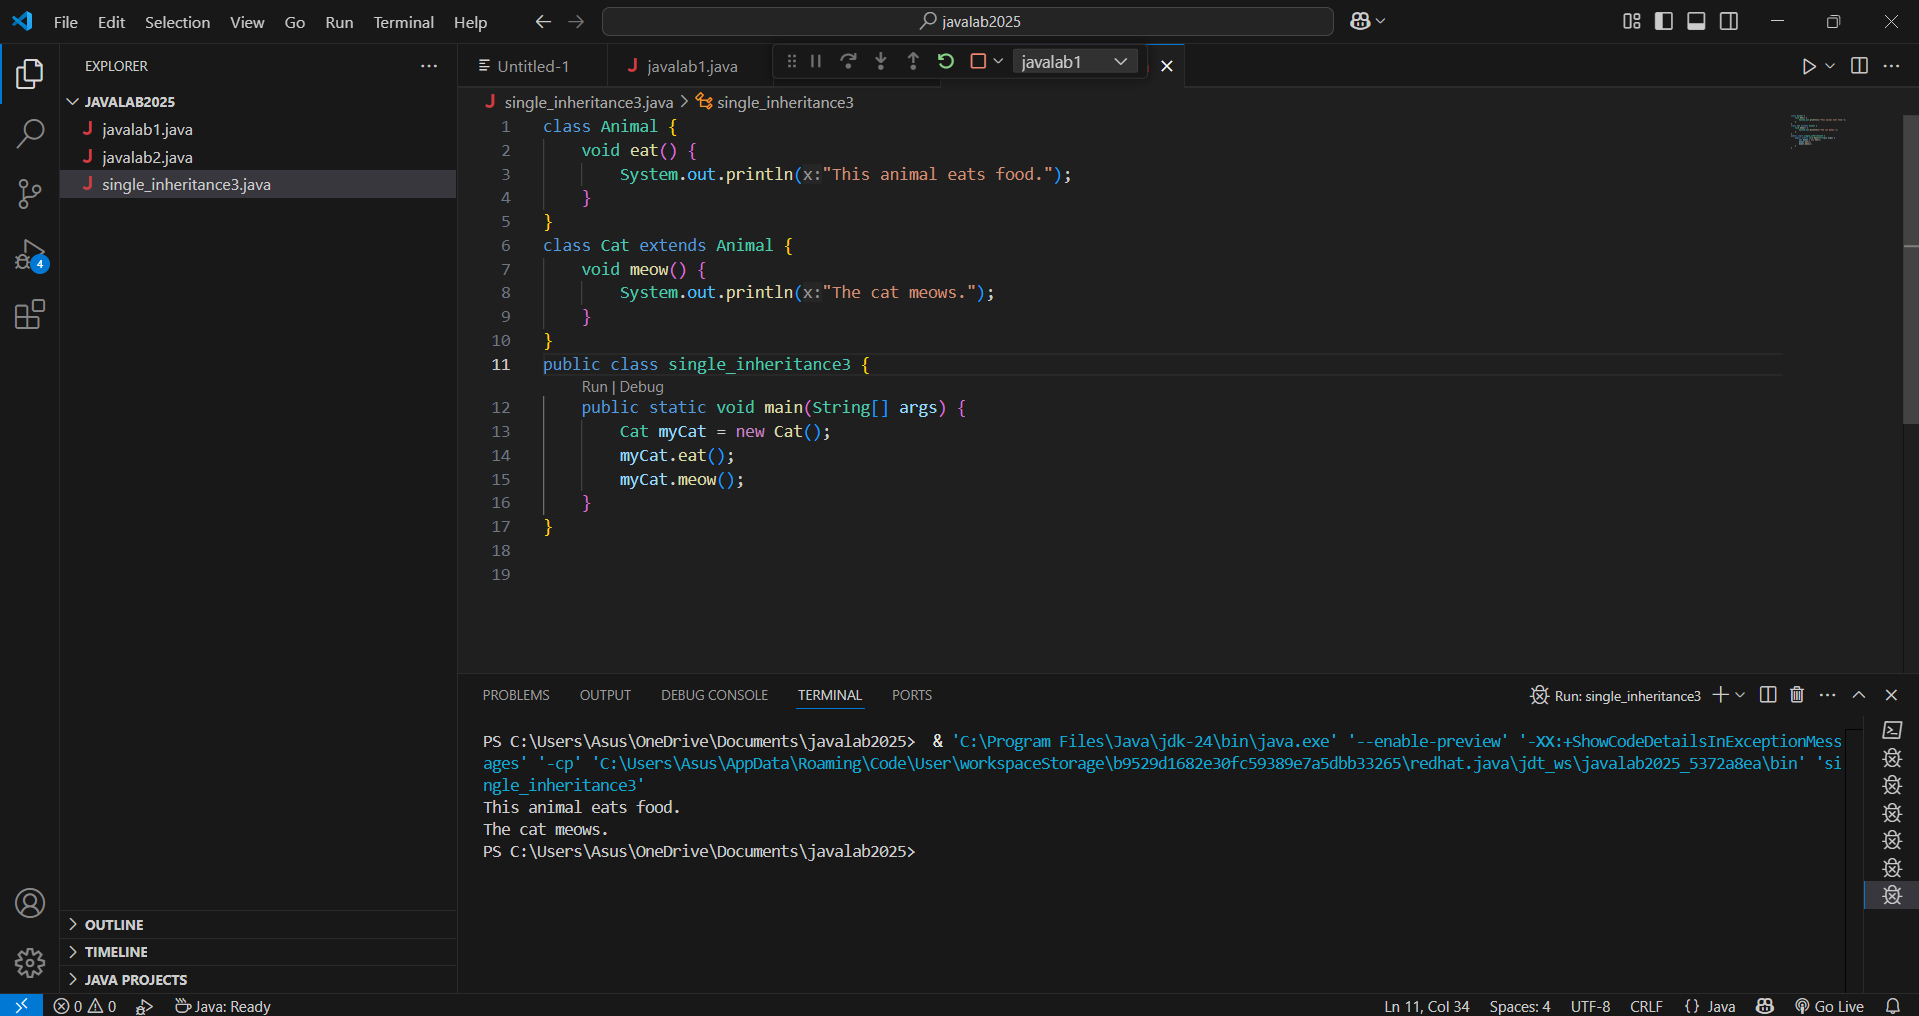 File Edit Selection View Go Run Terminal Help
javalab2025
EXPLORER
JAVALAB2025
javalab1.java
javalab2.java
single_inheritance3.java
4
OUTLINE
TIMELINE
JAVA PROJECTS
Untitled-1
javalab1.java
javalab1
single_inheritance3.java > single_inheritance3
1 class Animal {
2 void eat() {
3 System.out.println(x:"This animal eats food.");
4 }
5 }
6 class Cat extends Animal {
7 void meow() {
8 System.out.println(x:"The cat meows.");
9 }
10 }
11 public class single_inheritance3 {
Run | Debug
12 public static void main(String[] args) {
13 Cat myCat = new Cat();
14 myCat.eat();
15 myCat.meow();
16 }
17 }
18
19
PROBLEMS OUTPUT DEBUG CONSOLE TERMINAL PORTS
Run: single_inheritance3
PS C:\Users\Asus\OneDrive\Documents\javalab2025> & 'C:\Program Files\Java\jdk-24\bin\java.exe' '--enable-preview' '-XX:+ShowCodeDetailsInExceptionMess
ages' '-cp' 'C:\Users\Asus\AppData\Roaming\Code\User\workspaceStorage\b9529d1682e30fc59389e7a5dbb33265\redhat.java\jdt_ws\javalab2025_5372a8ea\bin' 'si
ngle_inheritance3'
This animal eats food.
The cat meows.
PS C:\Users\Asus\OneDrive\Documents\javalab2025>
0 0 Java: Ready Ln 11, Col 34 Spaces: 4 UTF-8 CRLF {} Java Go Live